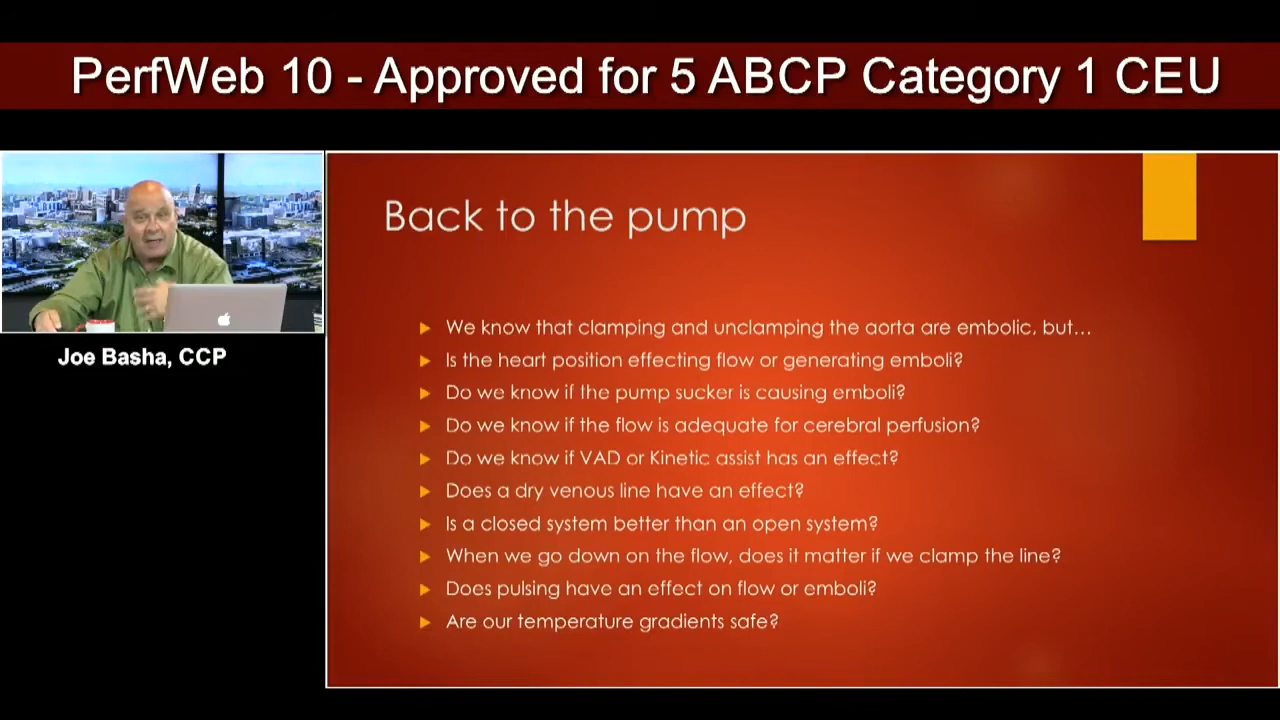 PerfWeb 10 - Approved for 5 ABCP Category 1 CEU
Joe Basha, CCP
Back to the pump
We know that clamping and unclamping the aorta are embolic, but…
Is the heart position effecting flow or generating emboli?
Do we know if the pump sucker is causing emboli?
Do we know if the flow is adequate for cerebral perfusion?
Do we know if VAD or Kinetic assist has an effect?
Does a dry venous line have an effect?
Is a closed system better than an open system?
When we go down on the flow, does it matter if we clamp the line?
Does pulsing have an effect on flow or emboli?
Are our temperature gradients safe?